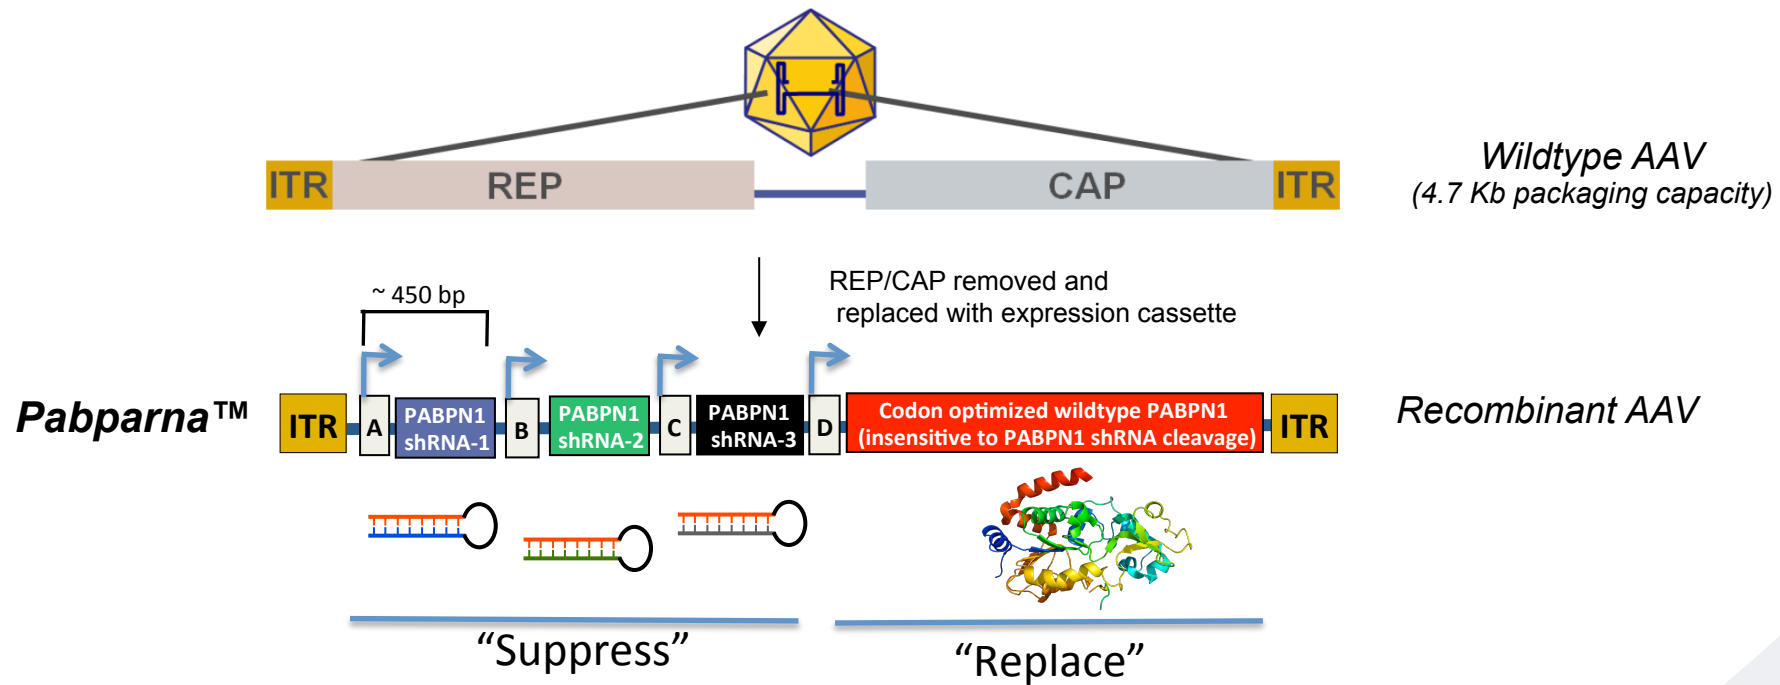 ITR REP CAP ITR
Wildtype AAV
(4.7 Kb packaging capacity)
REP/CAP removed and
replaced with expression cassette
~ 450 bp
Pabparna™
ITR
A
PABPN1
shRNA-1
B
PABPN1
shRNA-2
C
PABPN1
shRNA-3
D
Codon optimized wildtype PABPN1
(insensitive to PABPN1 shRNA cleavage)
ITR
Recombinant AAV
“Suppress”
“Replace”